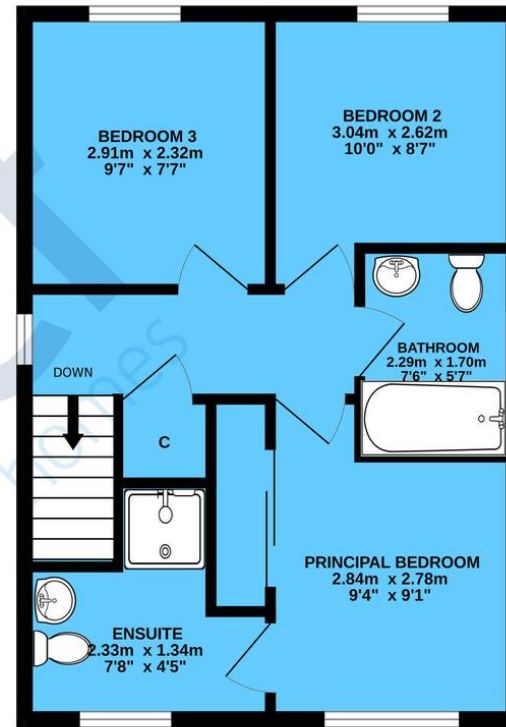 BEDROOM 3
2.91m x 2.32m
9'7" x 7'7"
BEDROOM 2
3.04m x 2.62m
10'0" x 8'7"
BATHROOM
2.29m x 1.70m
7'6" x 5'7"
DOWN
C
PRINCIPAL BEDROOM
2.84m x 2.78m
9'4" x 9'1"
ENSUITE
2.33m x 1.34m
7'8" x 4'5"
homes